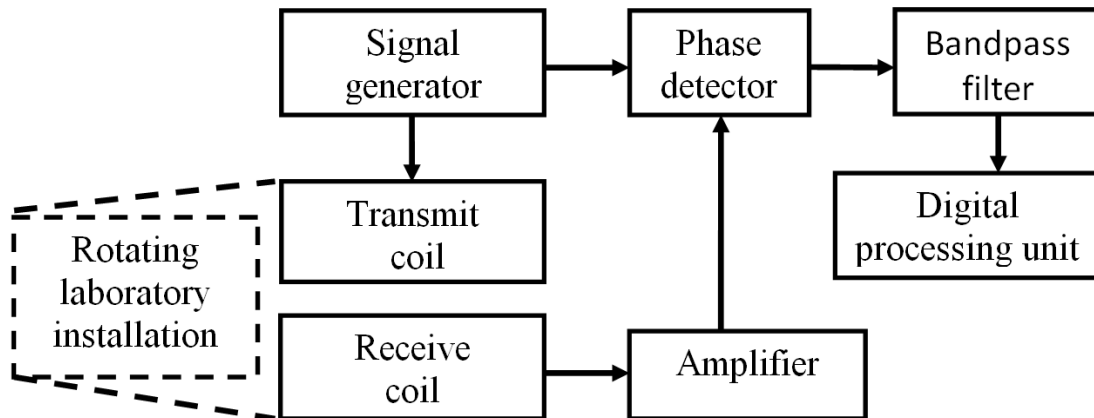 Signal
generator
Phase
detector
Bandpass
filter
Transmit
coil
Digital
processing unit
Rotating
laboratory
installation
Receive
coil
Amplifier